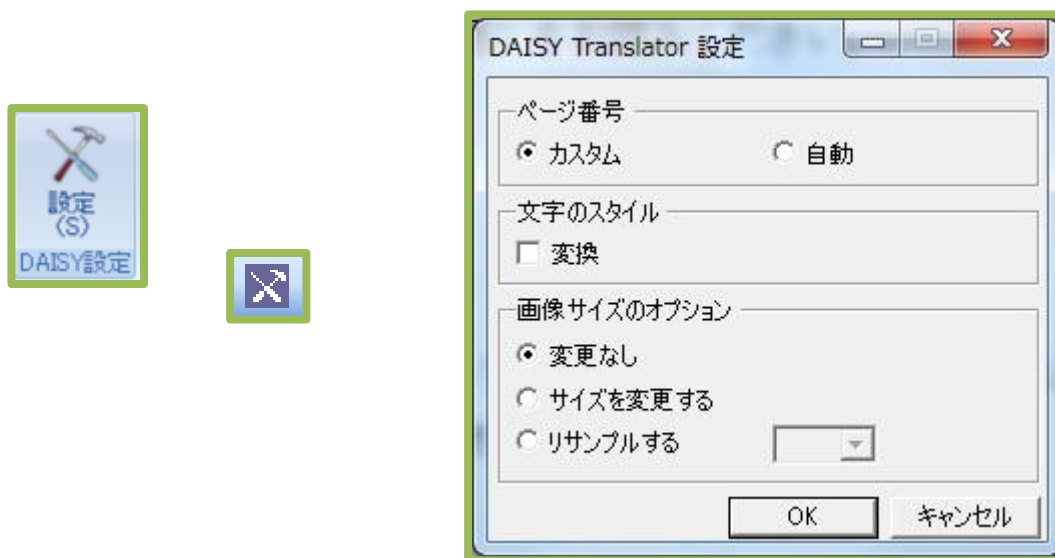 設定
(S)
DAISY設定
DAISY Translator 設定
ページ番号
カスタム
自動
文字のスタイル
変換
画像サイズのオプション
変更なし
サイズを変更する
リサンプルする
OK
キャンセル